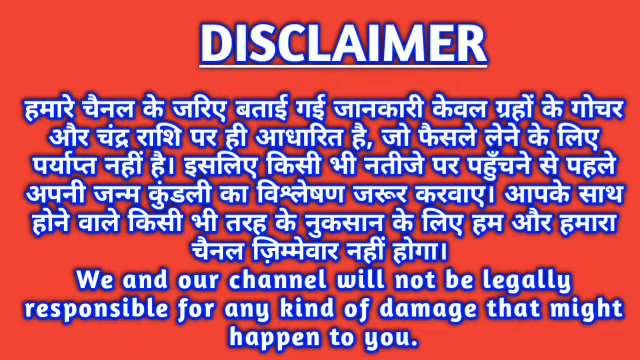 DISCLAIMER
हमारे चैनल के जरिए बताई गई जानकारी केवल ग्रहों के गोचर
और चंद्र राशि पर ही आधारित है, जो फैसले लेने के लिए
पर्याप्त नहीं है। इसलिए किसी भी नतीजे पर पहुँचने से पहले
अपनी जन्म कुंडली का विश्लेषण जरूर करवाए। आपके साथ
होने वाले किसी भी तरह के नुकसान के लिए हम और हमारा
चैनल ज़िम्मेवार नहीं होगा।
We and our channel will not be legally
responsible for any kind of damage that might
happen to you.